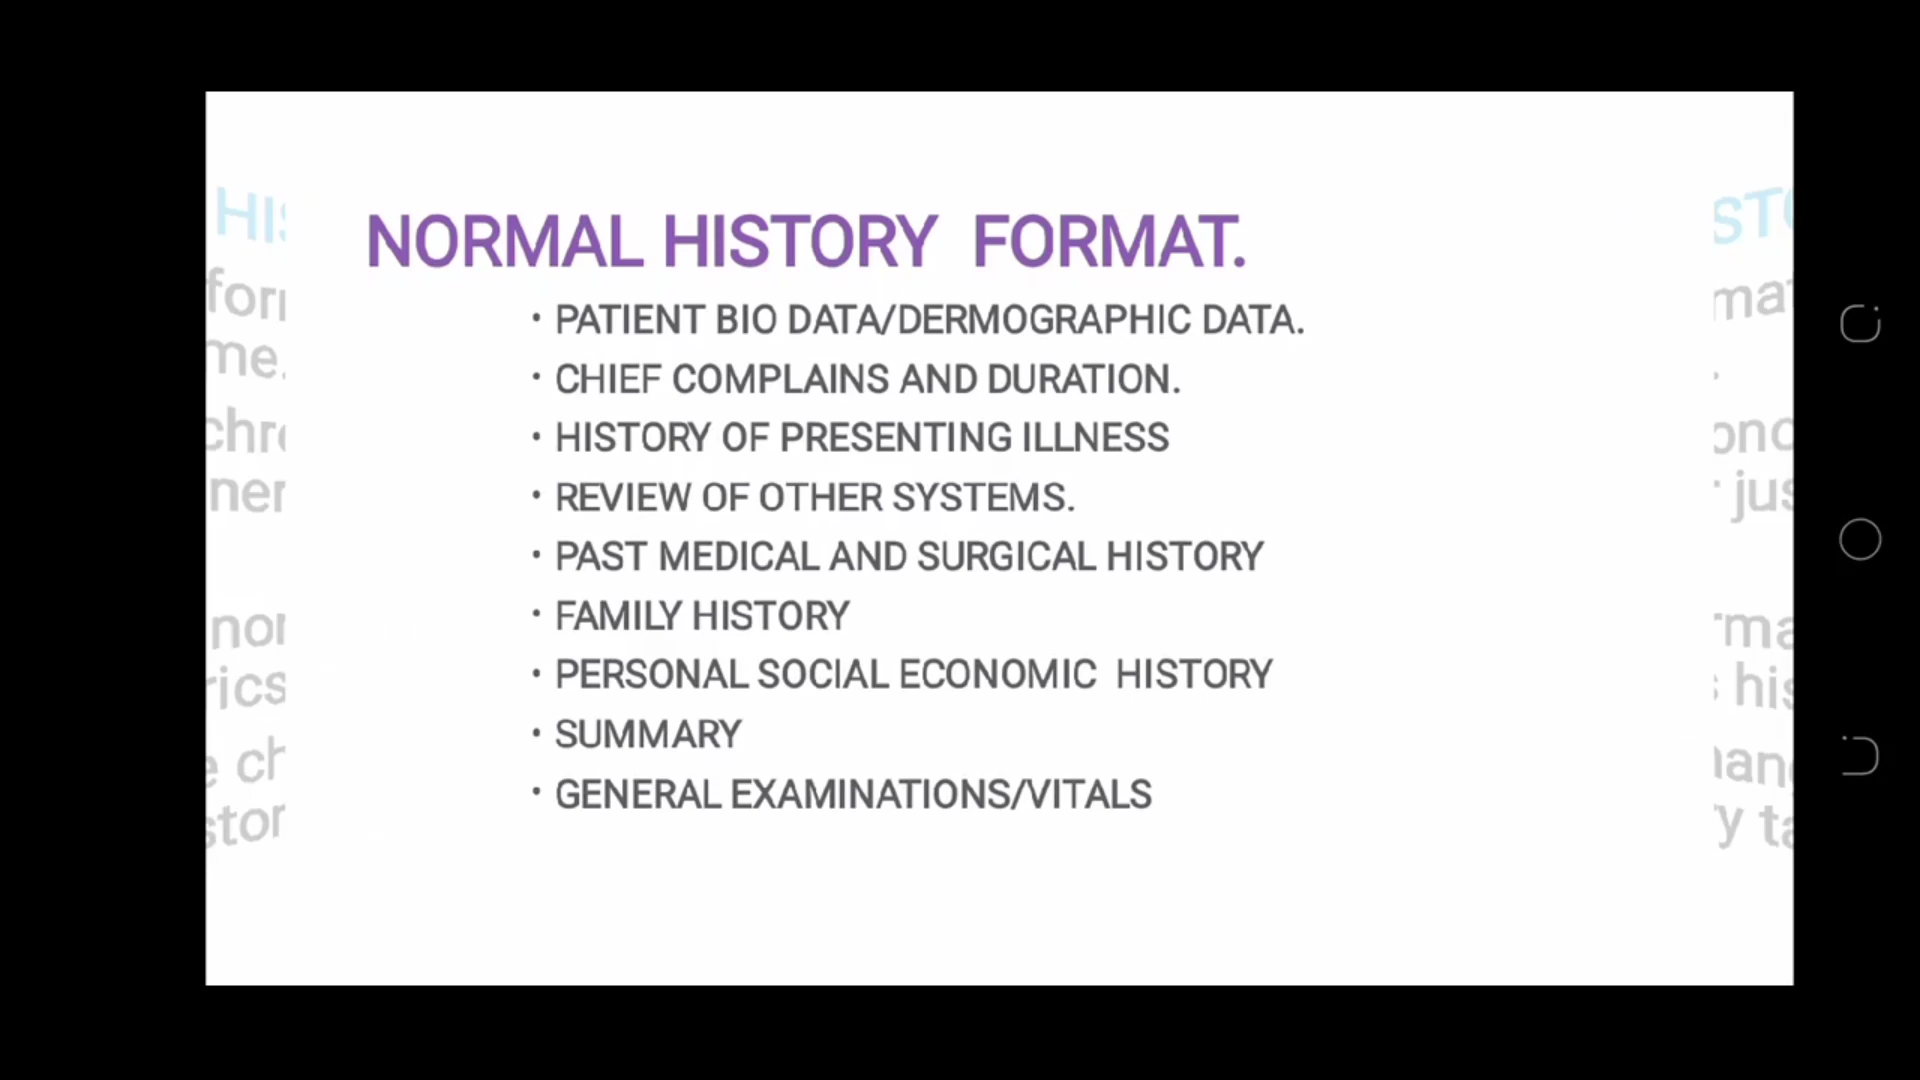 NORMAL HISTORY FORMAT.
• PATIENT BIO DATA/DERMOGRAPHIC DATA.
• CHIEF COMPLAINS AND DURATION.
• HISTORY OF PRESENTING ILLNESS
• REVIEW OF OTHER SYSTEMS.
• PAST MEDICAL AND SURGICAL HISTORY
• FAMILY HISTORY
• PERSONAL SOCIAL ECONOMIC HISTORY
• SUMMARY
• GENERAL EXAMINATIONS/VITALS